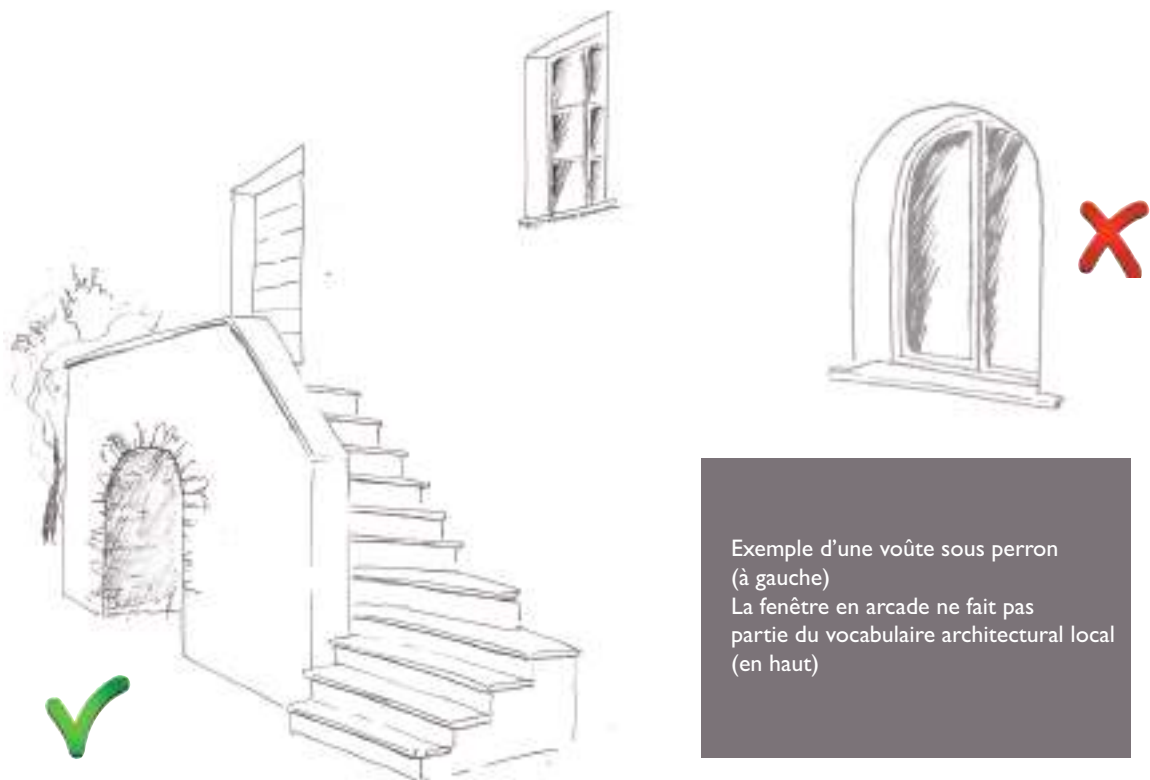 Exemple d’une voûte sous perron
(à gauche)
La fenêtre en arcade ne fait pas
partie du vocabulaire architectural local
(en haut)